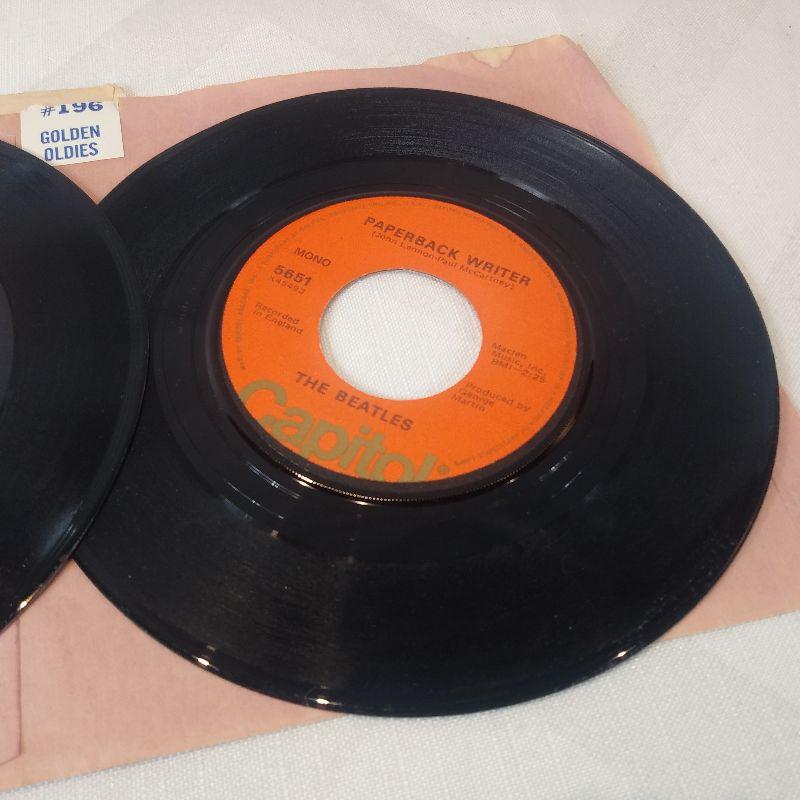 #196
GOLDEN
OLDIES
PAPERBACK WRITER
(John Lennon-Paul McCartney)
MONO
5651
X45493
Recorded
in England
Maclen
Music, Inc.
BMI-2:25
Produced by
George
Martin
THE BEATLES
Capitol